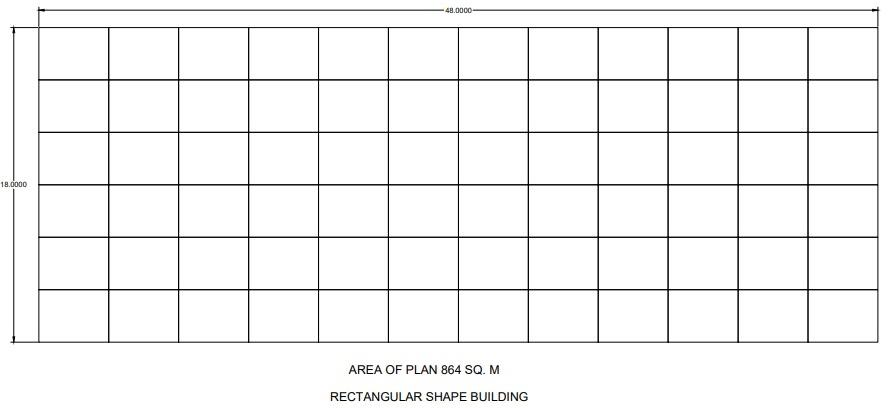 48.0000
18.0000
AREA OF PLAN 864 SQ. M
RECTANGULAR SHAPE BUILDING